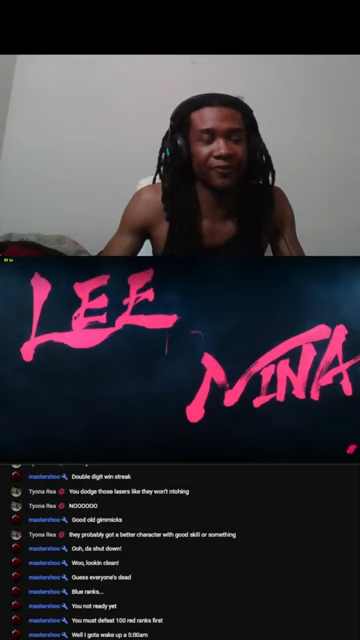 LEE
NINA
mastershoo Double digit win streak
Tyona Rea You dodge those lasers like they won't ntohing
Tyona Rea NOOOOOO
mastershoo Good old gimmicks
Tyona Rea they probably got a better character with good skill or something
mastershoo Ooh, da shut down!
mastershoo Woo, lookin clean!
mastershoo Guess everyone's dead
mastershoo Blue ranks...
mastershoo You not ready yet
mastershoo You must defeat 100 red ranks first
mastershoo Well I gota wake up a 5:00am